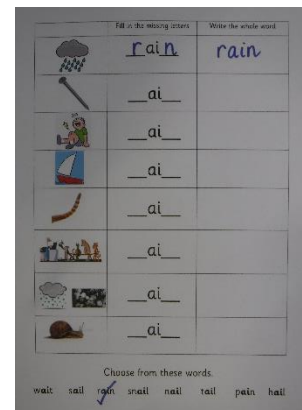 Fill in the missing letters Write the whole word
rain rain
__ai__
__ai__
__ai__
__ai__
__ai__
__ai__
__ai__
Choose from these words.
wait sail rain snail nail tail pain hail